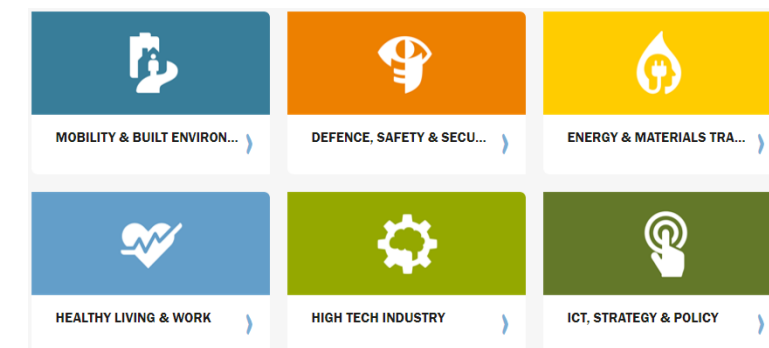 MOBILITY & BUILT ENVIRON...
DEFENCE, SAFETY & SECU...
ENERGY & MATERIALS TRA...
HEALTHY LIVING & WORK
HIGH TECH INDUSTRY
ICT, STRATEGY & POLICY